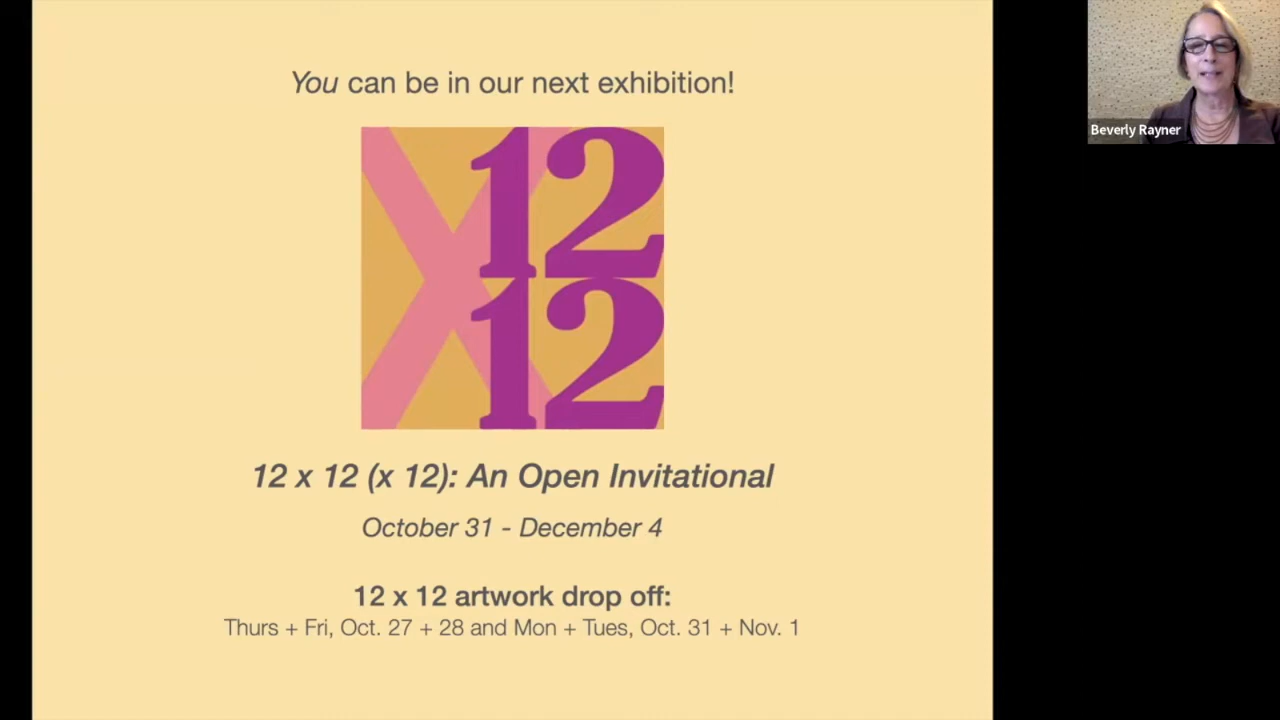 You can be in our next exhibition!
12
12
12 x 12 (x 12): An Open Invitational
October 31 - December 4
12 x 12 artwork drop off:
Thurs + Fri, Oct. 27 + 28 and Mon + Tues, Oct. 31 + Nov. 1
Beverly Rayner